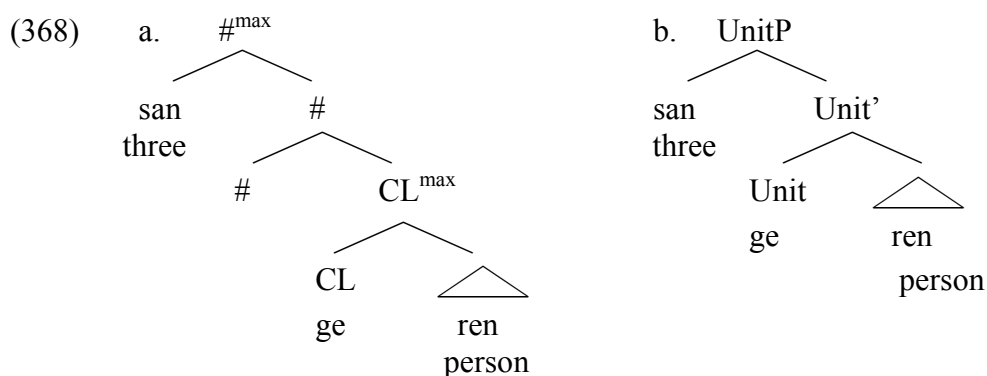 (368) a. #max b. UnitP
san # san Unit’
three three
# CLmax Unit
ge ren
CL person
ge ren
person